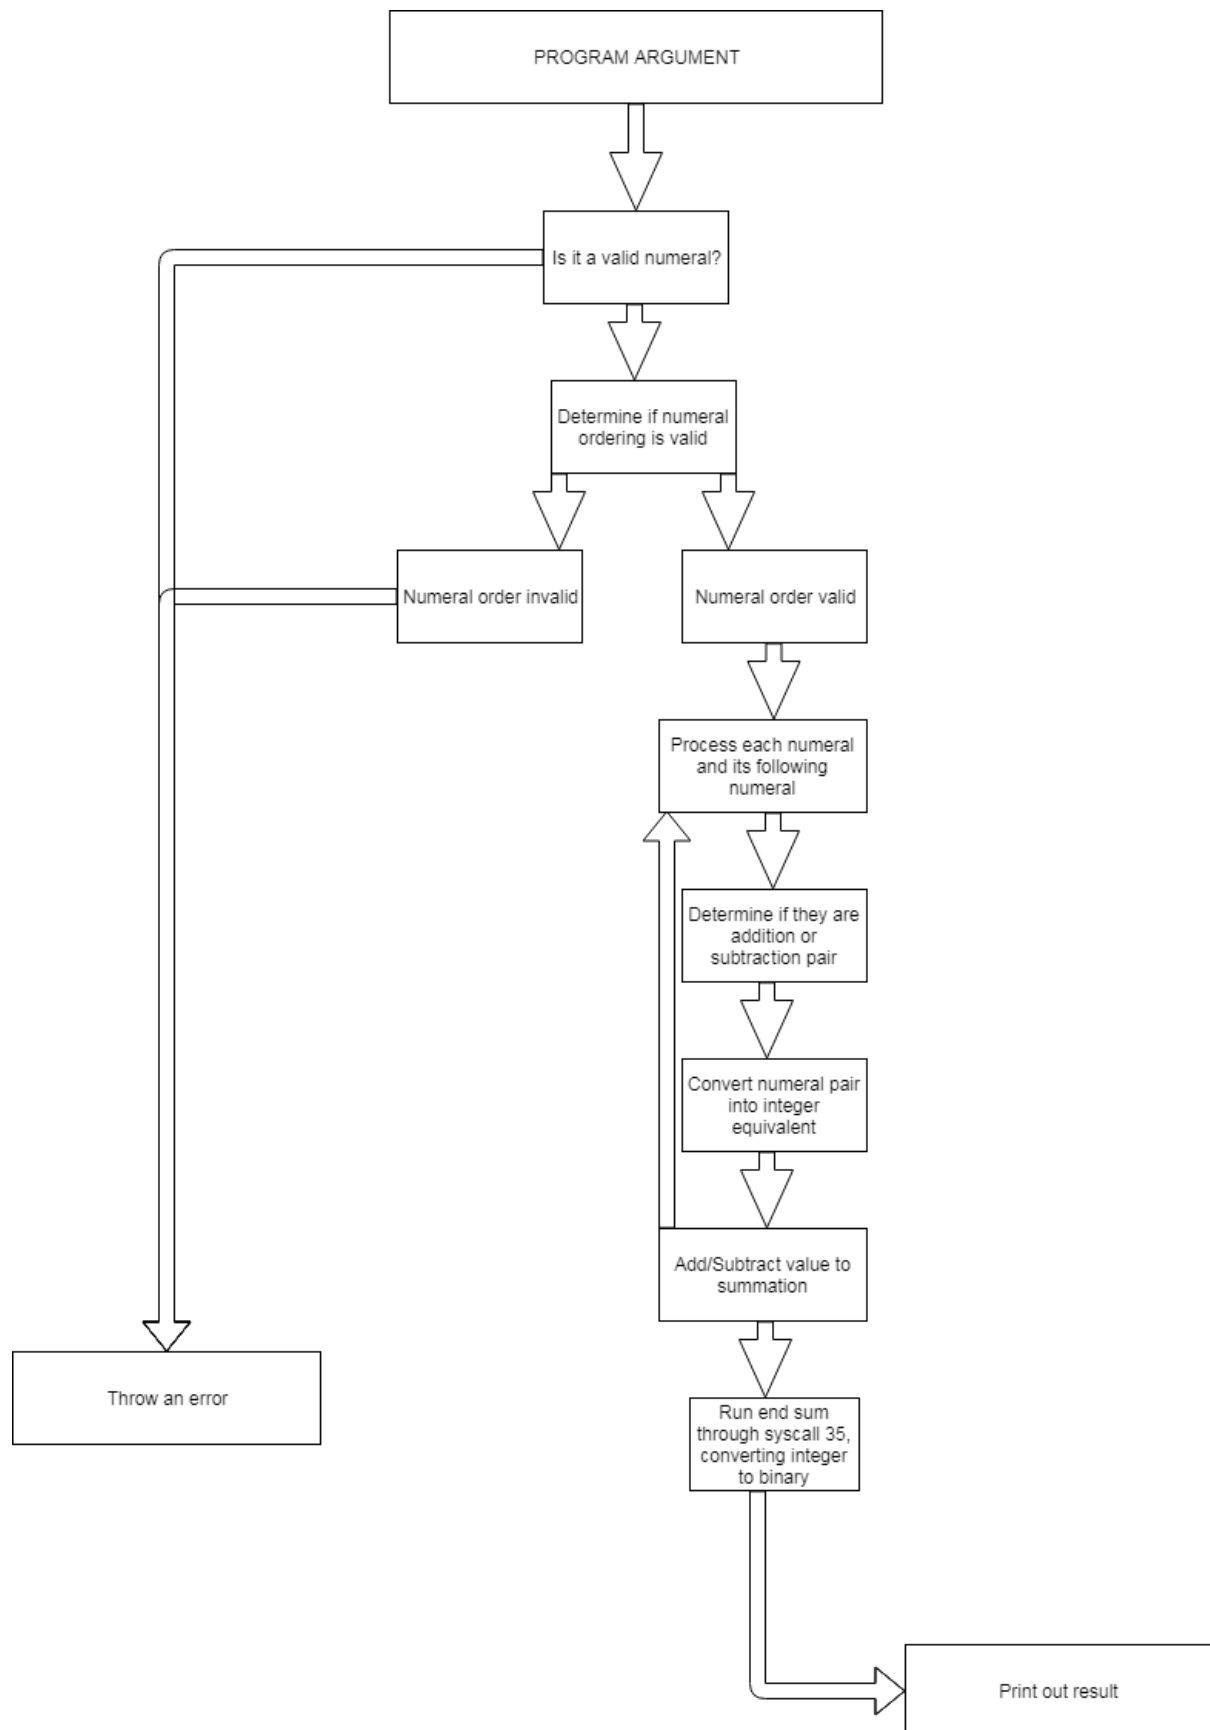 PROGRAM ARGUMENT
Is it a valid numeral?
Determine if numeral
ordering is valid
Numeral order invalid
Numeral order valid
Process each numeral
and its following
numeral
Determine if they are
addition or
subtraction pair
Convert numeral pair
into integer
equivalent
Add/Subtract value to
summation
Throw an error
Run end sum
through syscall 35,
converting integer
to binary
Print out result